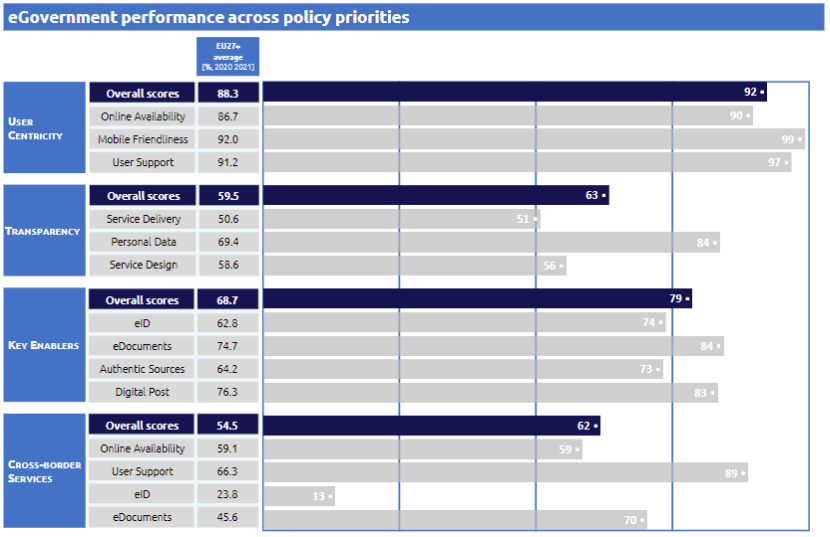 eGovernment performance across policy priorities
EU27+
average
[%, 2020 2021]
USER
CENTRICITY
Overall scores 88.3 92
Online Availability 86.7 90
Mobile Friendliness 92.0 99
User Support 91.2 97
TRANSPARENCY
Overall scores 59.5 63
Service Delivery 50.6 51
Personal Data 69.4 84
Service Design 58.6 56
KEY ENABLERS
Overall scores 68.7 79
eID 62.8 74
eDocuments 74.7 84
Authentic Sources 64.2 73
Digital Post 76.3 83
CROSS-BORDER
SERVICES
Overall scores 54.5 62
Online Availability 59.1 59
User Support 66.3 89
eID 23.8 13
eDocuments 45.6 70